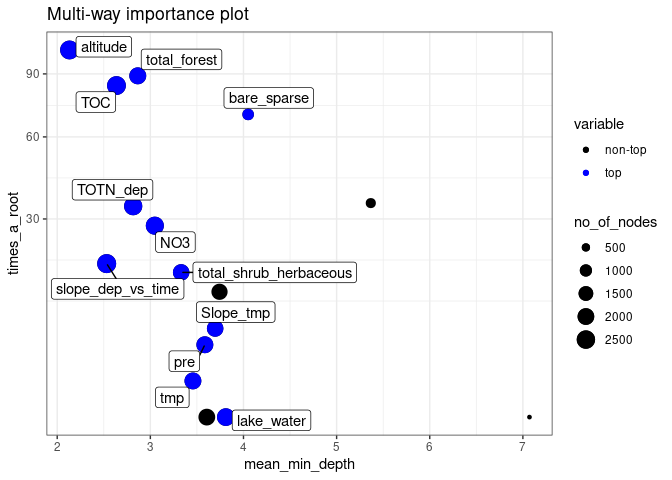 Multi-way importance plot
altitude
total_forest
TOC
bare_sparse
TOTN_dep
NO3
total_shrub_herbaceous
slope_dep_vs_time
Slope_tmp
pre
tmp
lake_water
90
60
30
times_a_root
2 3 4 5 6 7
mean_min_depth
variable
non-top
top
no_of_nodes
500
1000
1500
2000
2500